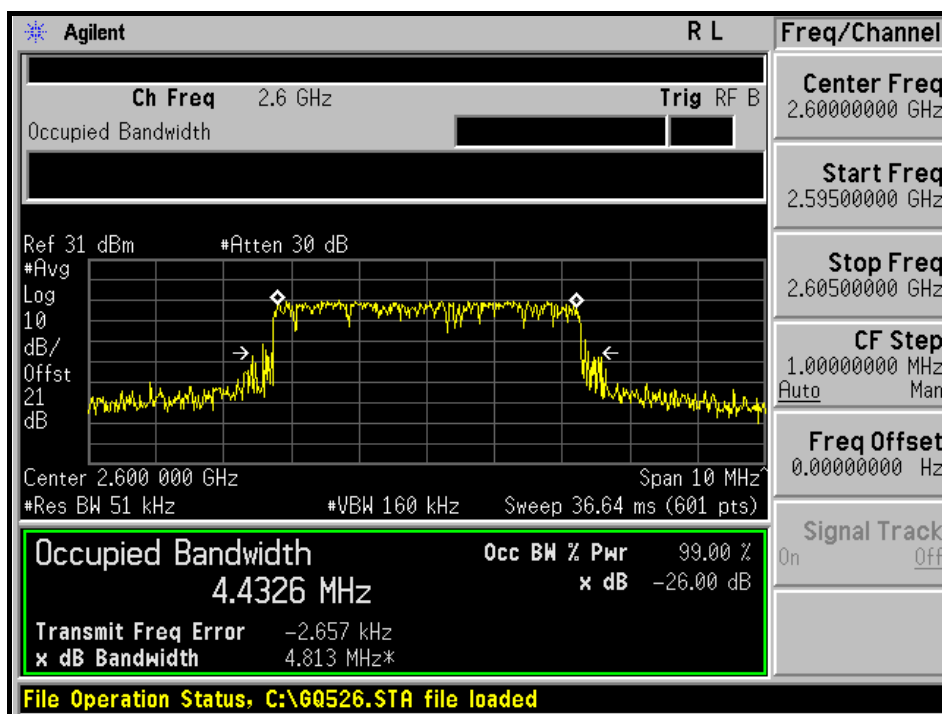 Agilent R L Freq/Channel
Ch Freq 2.6 GHz Trig RF B
Occupied Bandwidth
Center Freq
2.60000000 GHz
Start Freq
2.59500000 GHz
Stop Freq
2.60500000 GHz
CF Step
1.00000000 MHz
Auto Man
Freq Offset
0.00000000 Hz
Signal Track
On Off
Ref 31 dBm #Atten 30 dB
#Avg
Log
10
dB/
Offst
21
dB
Center 2.600 000 GHz Span 10 MHz^
#Res BW 51 kHz #VBW 160 kHz Sweep 36.64 ms (601 pts)
Occupied Bandwidth
4.4326 MHz
Occ BW % Pwr 99.00 %
x dB -26.00 dB
Transmit Freq Error -2.657 kHz
x dB Bandwidth 4.813 MHz*
File Operation Status, C:\GQ526.STA file loaded